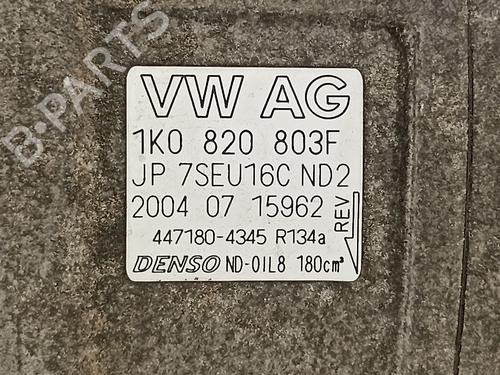 B-PARTS
VW AG
1K0 820 803F
JP 7SEU16C ND2
2004 07 15962
REV
447180-4345 R134a
DENSO ND-OIL8 180cm³